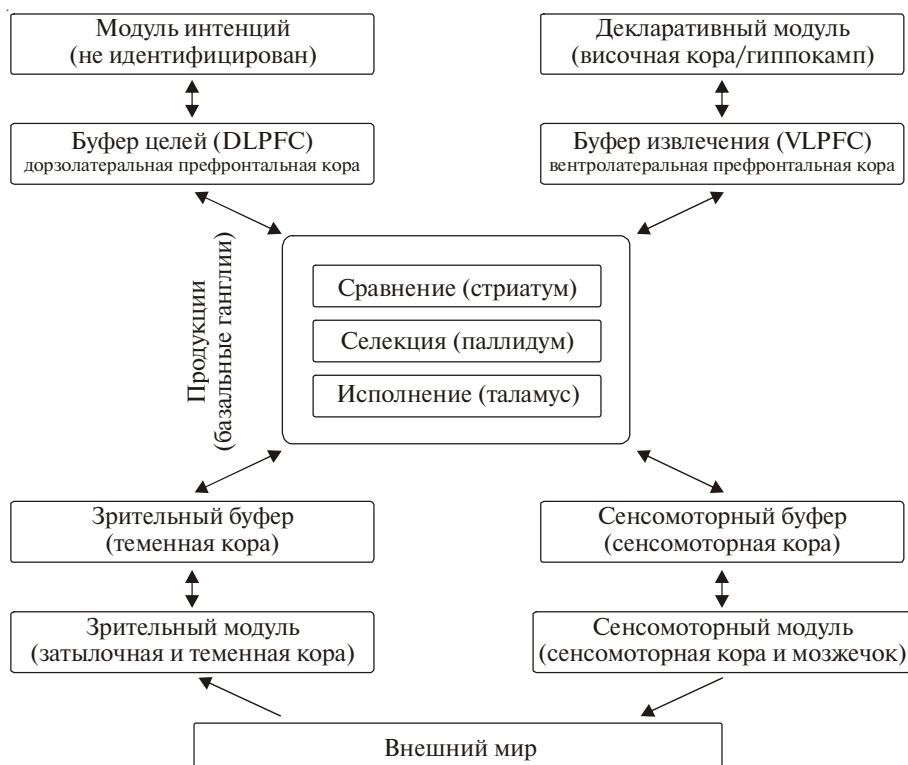 Модуль интенций
(не идентифицирован)
Декларативный модуль
(височная кора/гиппокамп)
Буфер целей (DLPFC)
дорзолатеральная префронтальная кора
Буфер извлечения (VLPFC)
вентролатеральная префронтальная кора
Продукции
(базальные ганглии)
Сравнение (стриатум)
Селекция (паллидум)
Исполнение (таламус)
Зрительный буфер
(теменная кора)
Сенсомоторный буфер
(сенсомоторная кора)
Зрительный модуль
(затылочная и теменная кора)
Сенсомоторный модуль
(сенсомоторная кора и мозжечок)
Внешний мир